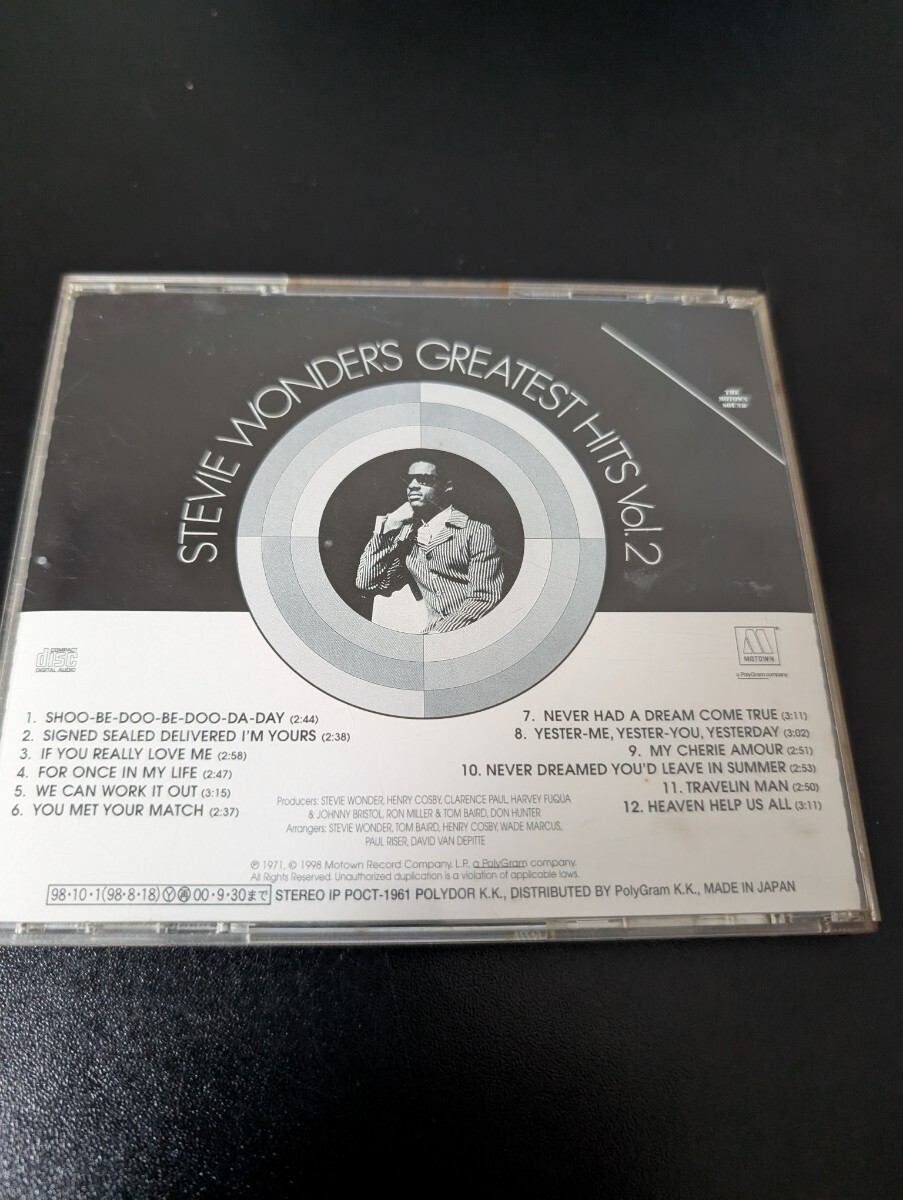 STEVIE WONDER'S GREATEST HITS Vol.2
THE
MOTOWN
SOUND
COMPACT
disc
DIGITAL AUDIO
M
MOTOWN
a PolyGram company
1. SHOO-BE-DOO-BE-DOO-DA-DAY (2:44)
2. SIGNED SEALED DELIVERED I'M YOURS (2:38)
3. IF YOU REALLY LOVE ME (2:58)
4. FOR ONCE IN MY LIFE (2:47)
5. WE CAN WORK IT OUT (3:15)
6. YOU MET YOUR MATCH (2:37)
7. NEVER HAD A DREAM COME TRUE (3:11)
8. YESTER-ME, YESTER-YOU, YESTERDAY (3:02)
9. MY CHERIE AMOUR (2:51)
10. NEVER DREAMED YOU'D LEAVE IN SUMMER (2:53)
11. TRAVELIN MAN (2:50)
12. HEAVEN HELP US ALL (3:11)
Producers: STEVIE WONDER, HENRY COSBY, CLARENCE PAUL, HARVEY FUQUA
& JOHNNY BRISTOL, RON MILLER & TOM BAIRD, DON HUNTER
Arrangers: STEVIE WONDER, TOM BAIRD, HENRY COSBY, WADE MARCUS,
PAUL RISER, DAVID VAN DEPITTE
℗ 1971, © 1998 Motown Record Company, L.P. a PolyGram company.
All Rights Reserved. Unauthorized duplication is a violation of applicable laws.
98·10·1(98·8·18)Ⓨ㋐00·9·30まで STEREO IP POCT-1961 POLYDOR K.K., DISTRIBUTED BY PolyGram K.K., MADE IN JAPAN